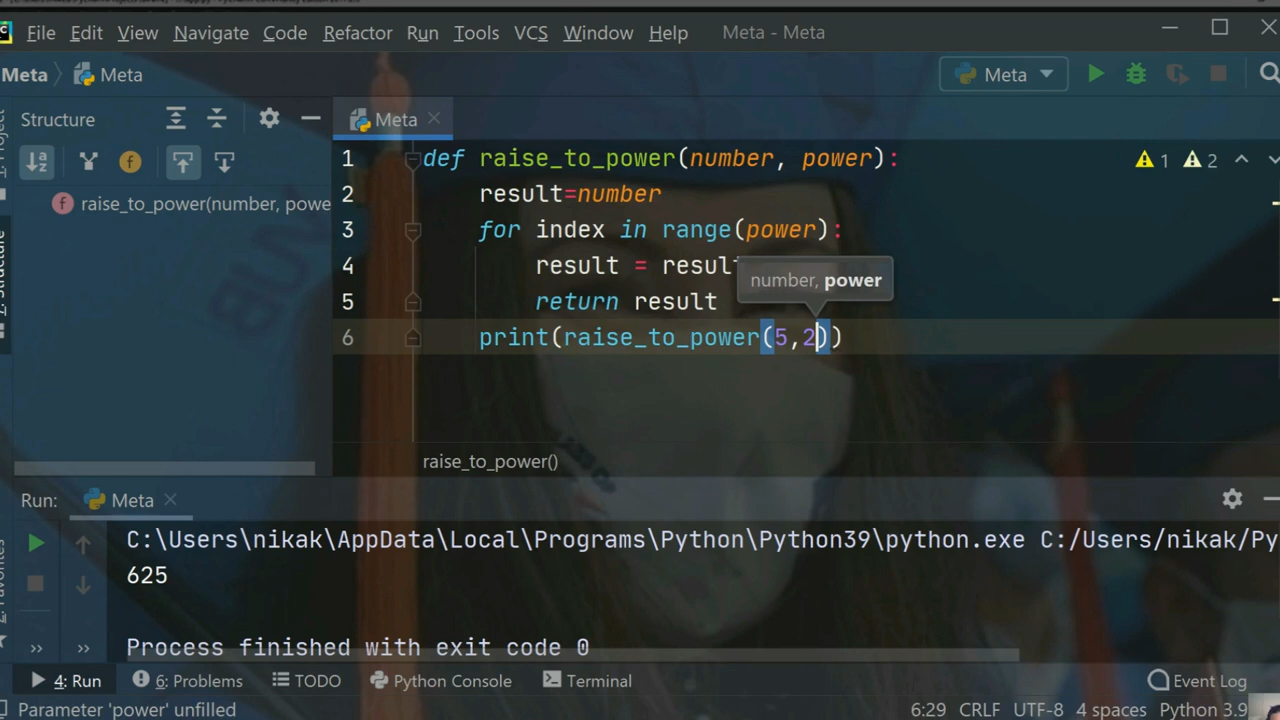 File Edit View Navigate Code Refactor Run Tools VCS Window Help Meta - Meta
Meta Meta Meta
Structure Meta
raise_to_power(number, powe
1 def raise_to_power(number, power): 1 2
2 result=number
3 for index in range(power):
4 result = resul
number, power
5 return result
6 print(raise_to_power(5,2))
raise_to_power()
Run: Meta
C:\Users\nikak\AppData\Local\Programs\Python\Python39\python.exe C:/Users/nikak/Py
625
Process finished with exit code 0
4: Run 6: Problems TODO Python Console Terminal Event Log
Parameter 'power' unfilled 6:29 CRLF UTF-8 4 spaces Python 3.9
Structure
Favorites
BUN